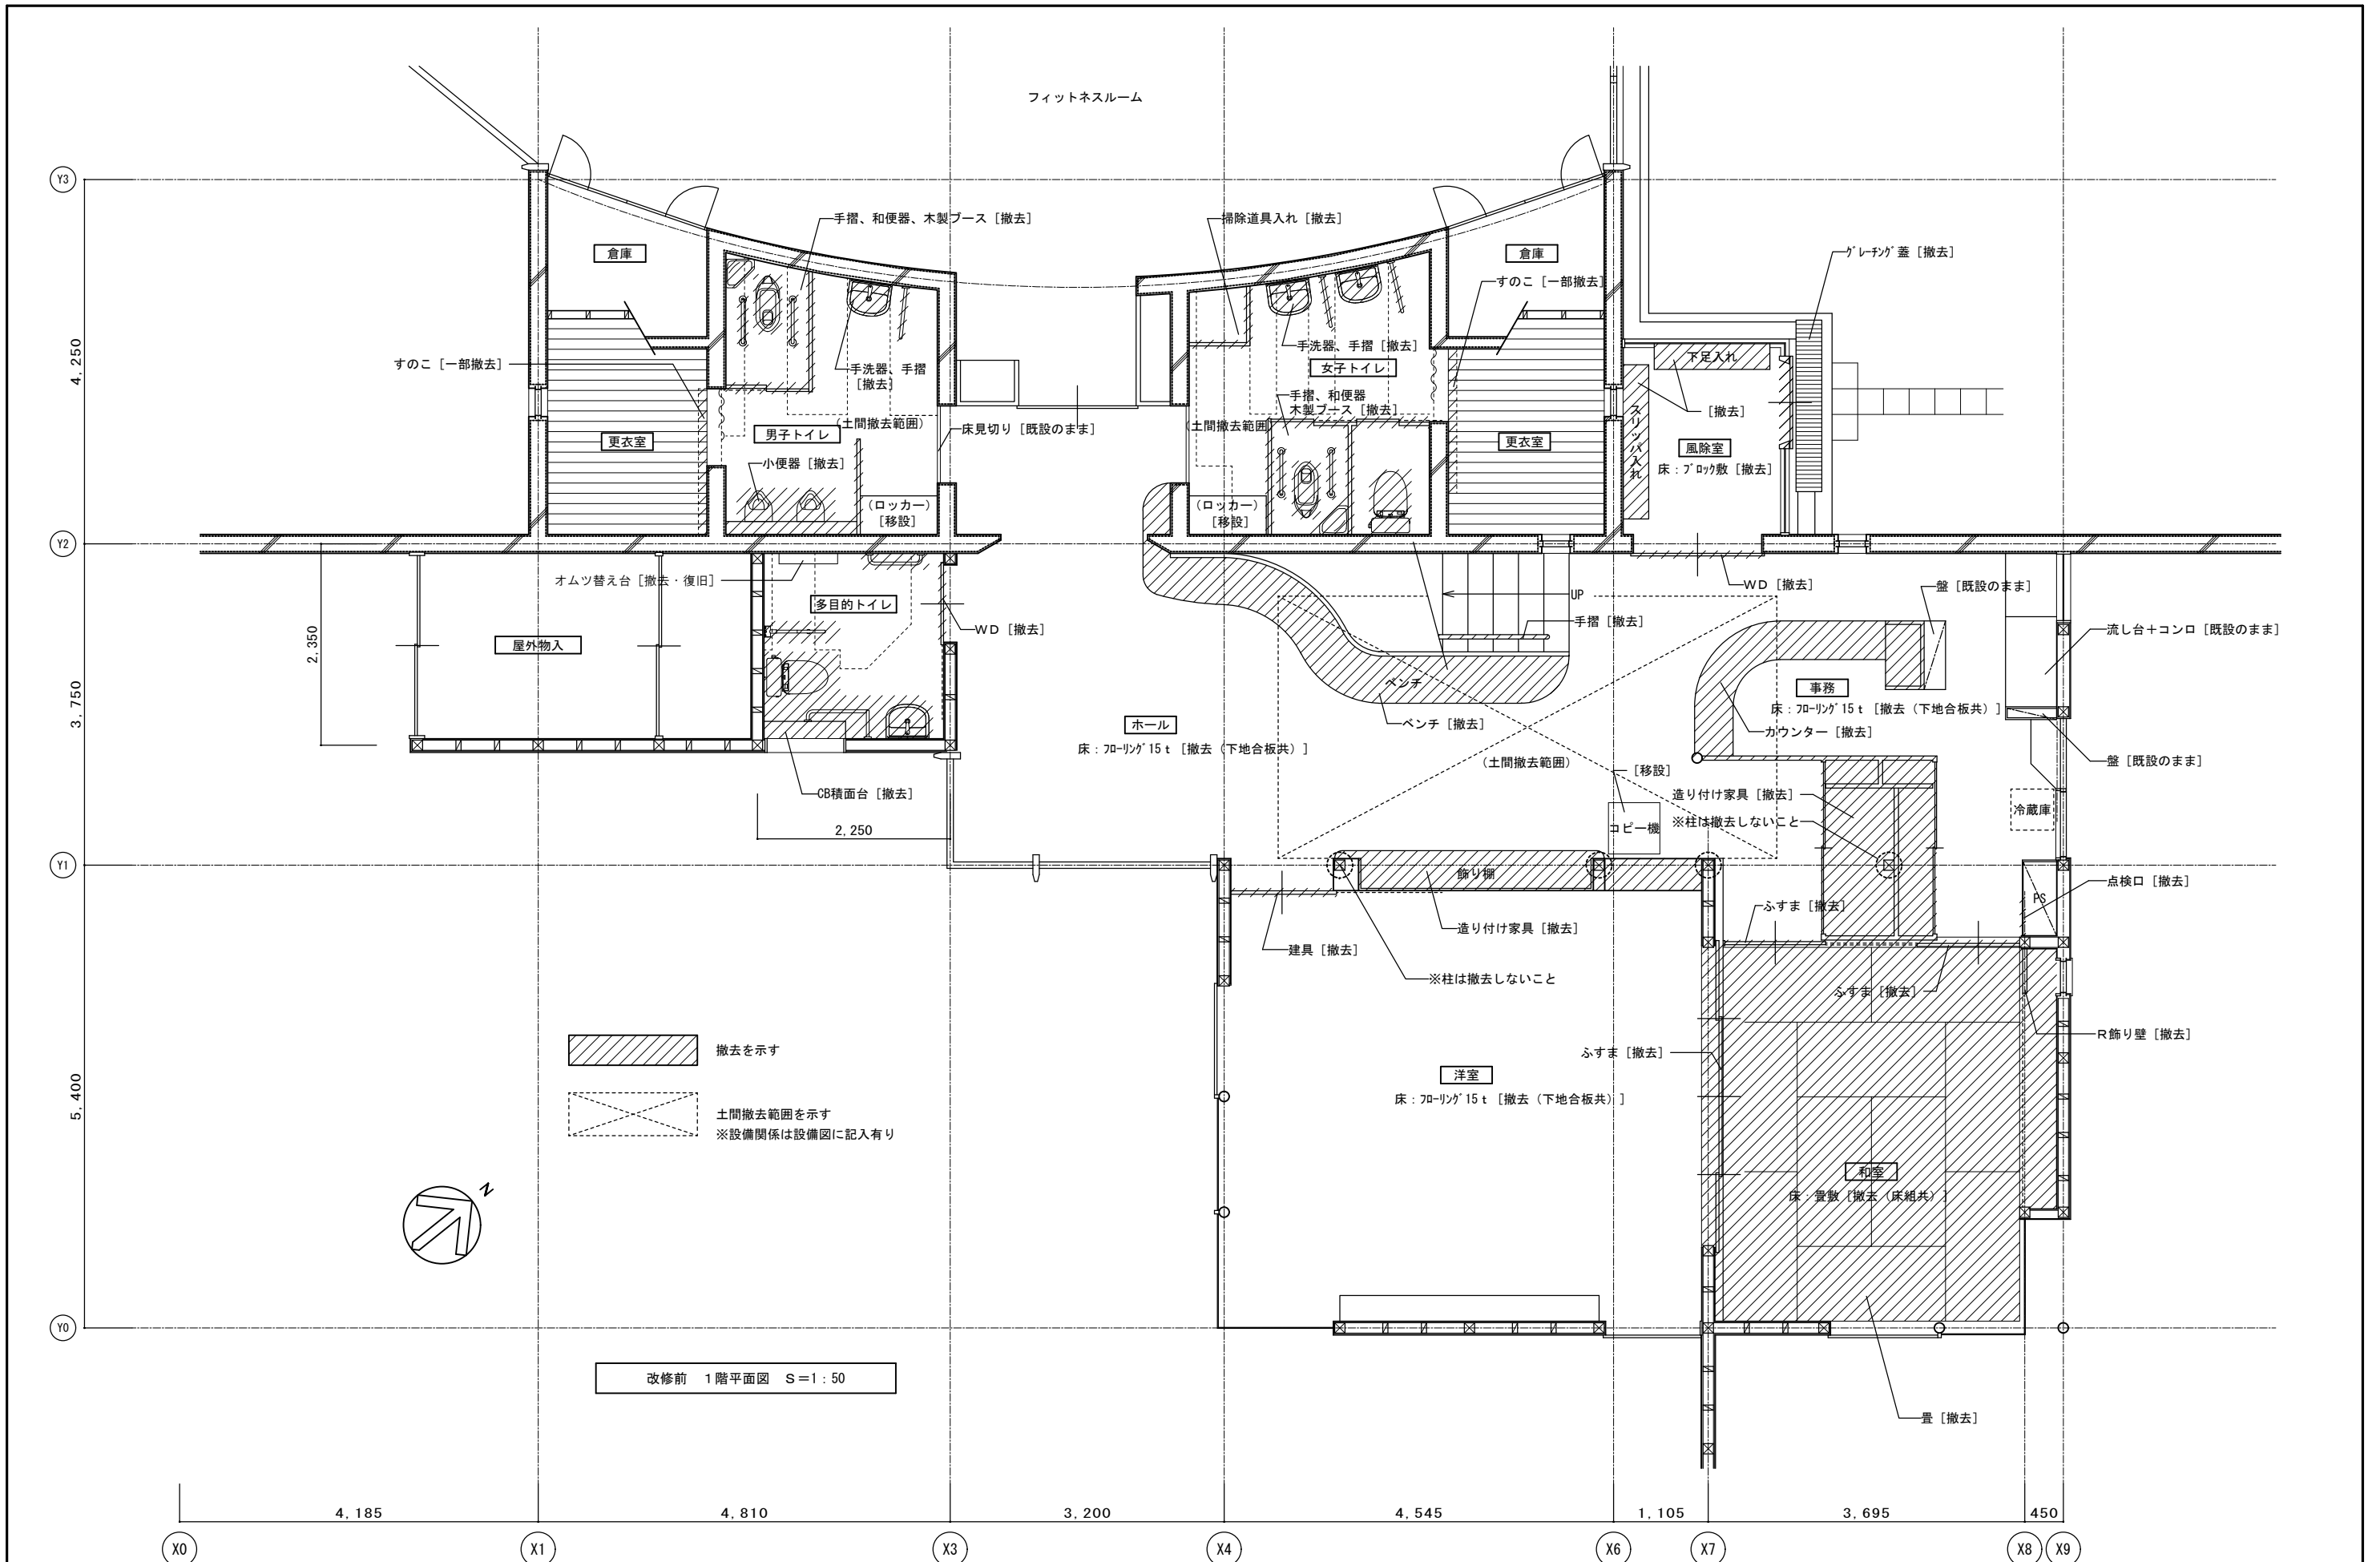 フィットネスルーム
Y3
手摺、和便器、木製ブース［撤去］
掃除道具入れ［撤去］
倉庫
倉庫
ｸﾞﾚｰﾁﾝｸﾞ蓋［撤去］
すのこ［一部撤去］
4,250
手洗器、手摺［撤去］
下足入れ
すのこ［一部撤去］
手洗器、手摺
［撤去］
女子トイレ
手摺、和便器
木製ブース［撤去］
スリッパ入れ
［撤去］
（土間撤去範囲）
床見切り［既設のまま］
（土間撤去範囲）
更衣室
男子トイレ
更衣室
風除室
小便器［撤去］
床：ﾌﾞﾛｯｸ敷［撤去］
（ロッカー）
［移設］
（ロッカー）
［移設］
Y2
オムツ替え台［撤去・復旧］
多目的トイレ
WD［撤去］
UP
WD［撤去］
盤［既設のまま］
手摺［撤去］
流し台＋コンロ［既設のまま］
2,350
屋外物入
ベンチ
事務
3,750
ホール
ベンチ［撤去］
床：ﾌﾛｰﾘﾝｸﾞ15ｔ［撤去（下地合板共）］
カウンター［撤去］
床：ﾌﾛｰﾘﾝｸﾞ15ｔ［撤去（下地合板共）］
（土間撤去範囲）
盤［既設のまま］
［移設］
CB積面台［撤去］
造り付け家具［撤去］
冷蔵庫
2,250
コピー機
※柱は撤去しないこと
Y1
飾り棚
点検口［撤去］
PS
ふすま［撤去］
造り付け家具［撤去］
建具［撤去］
※柱は撤去しないこと
ふすま［撤去］
R飾り壁［撤去］
撤去を示す
ふすま［撤去］
洋室
床：ﾌﾛｰﾘﾝｸﾞ15ｔ［撤去（下地合板共）］
5,400
土間撤去範囲を示す
※設備関係は設備図に記入有り
和室
床：畳敷［撤去（床組共）］
N
Y0
改修前　１階平面図　S＝1：50
畳［撤去］
4,185
4,810
3,200
4,545
1,105
3,695
450
X0
X1
X3
X4
X6
X7
X8
X9